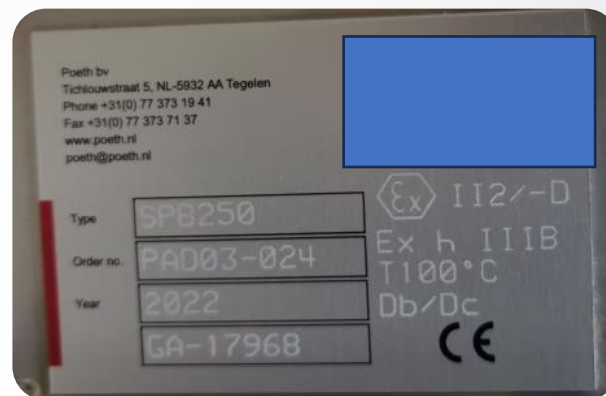 Poeth bv
Tichlouwstraat 5, NL-5932 AA Tegelen
Phone +31(0) 77 373 19 41
Fax +31(0) 77 373 71 37
www.poeth.nl
poeth@poeth.nl
Type SPB250
Order no. PAD03-024
Year 2022
GA-17968
Ex II2/-D
Ex h IIIB
T100°C
Db/Dc
CE